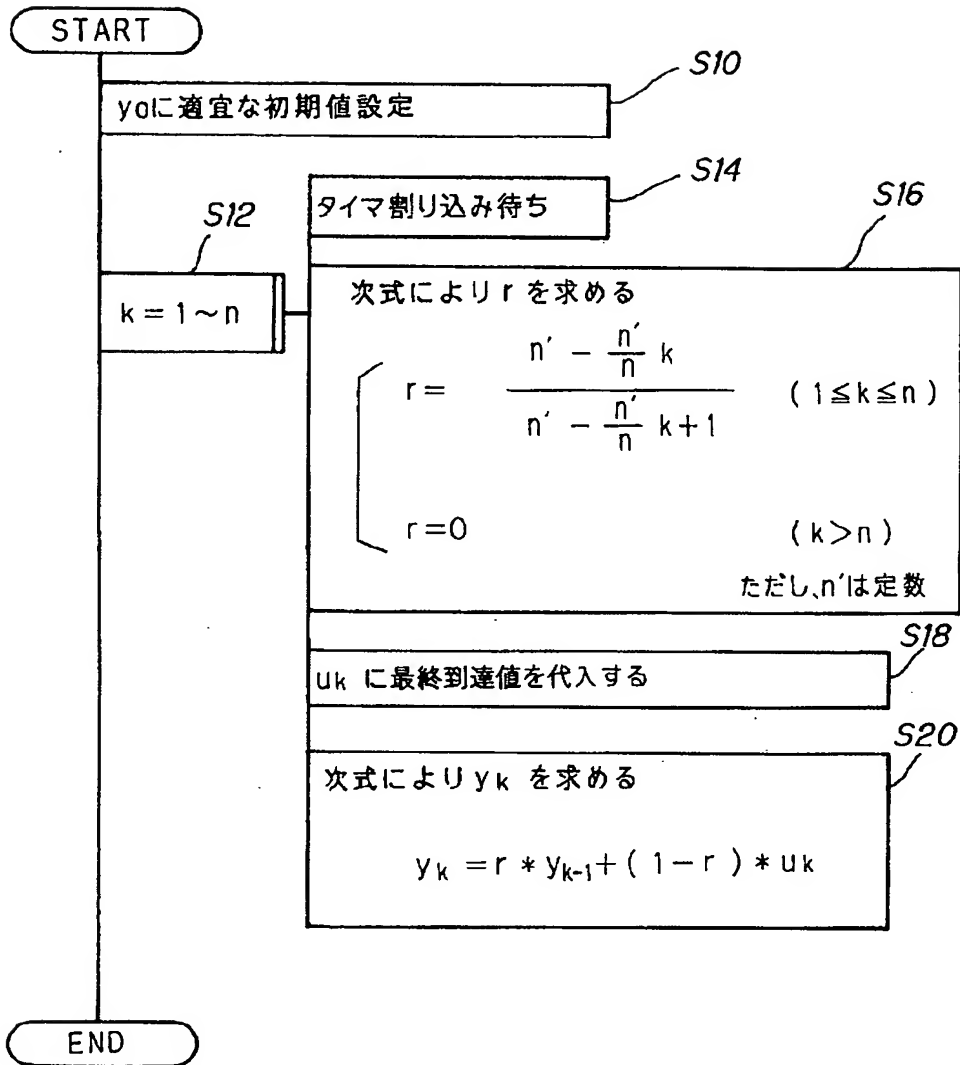 START
S10
y0に適宜な初期値設定
S14
タイマ割り込み待ち
S12
k=1~n
S16
次式によりrを求める
r= (n' - n'/n k) / (n' - n'/n k+1) (1≦k≦n)
r=0 (k>n)
ただし、n'は定数
S18
uk に最終到達値を代入する
S20
次式によりyk を求める
yk =r*yk-1+(1-r)*uk
END